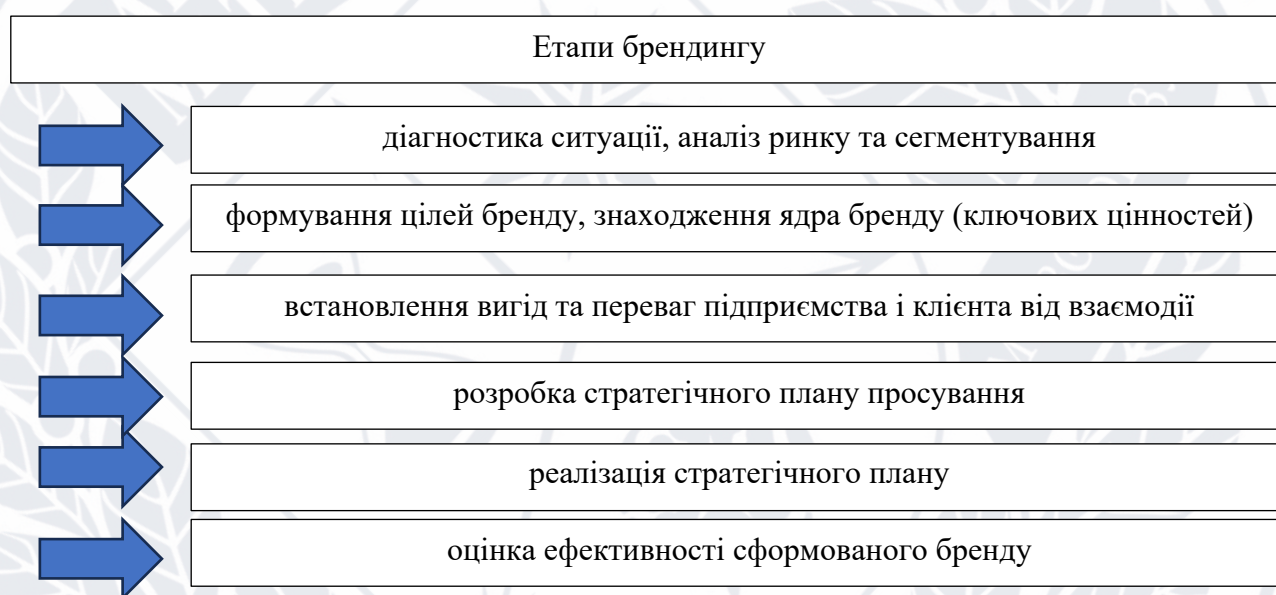 Етапи брендингу
діагностика ситуації, аналіз ринку та сегментування
формування цілей бренду, знаходження ядра бренду (ключових цінностей)
встановлення вигід та переваг підприємства і клієнта від взаємодії
розробка стратегічного плану просування
реалізація стратегічного плану
оцінка ефективності сформованого бренду